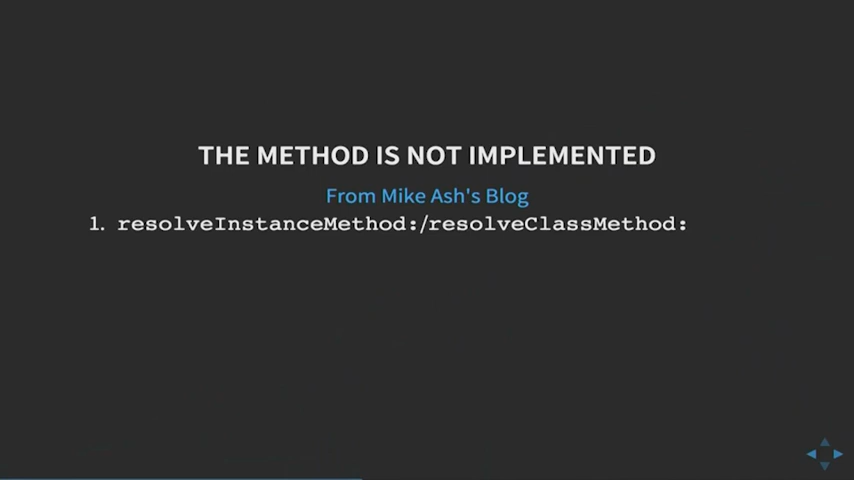 THE METHOD IS NOT IMPLEMENTED
From Mike Ash's Blog
1. resolveInstanceMethod:/resolveClassMethod: